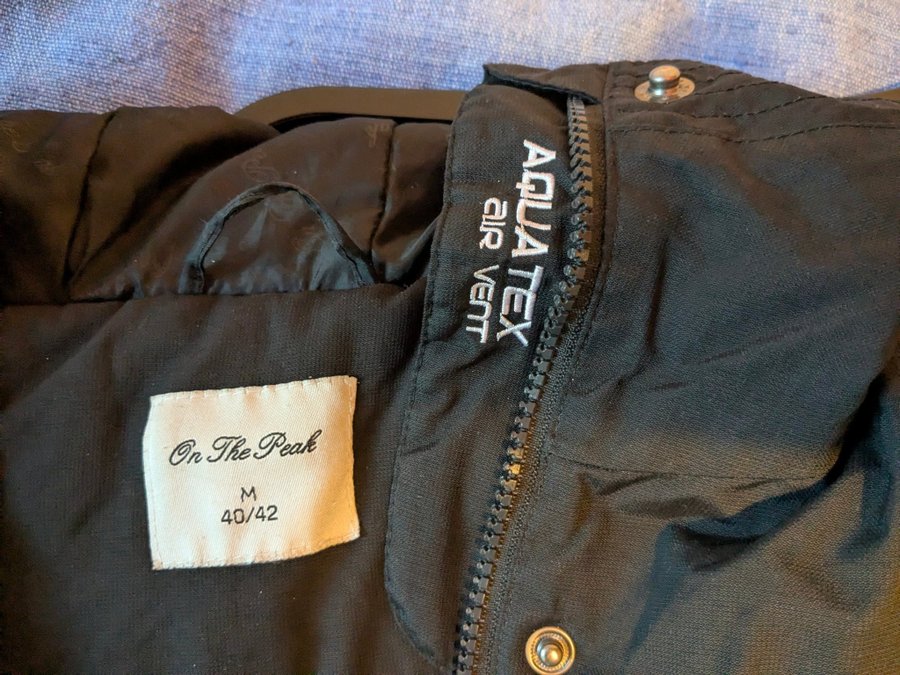 AQUA TEX
AIR VENT
On The Peak
M
40/42